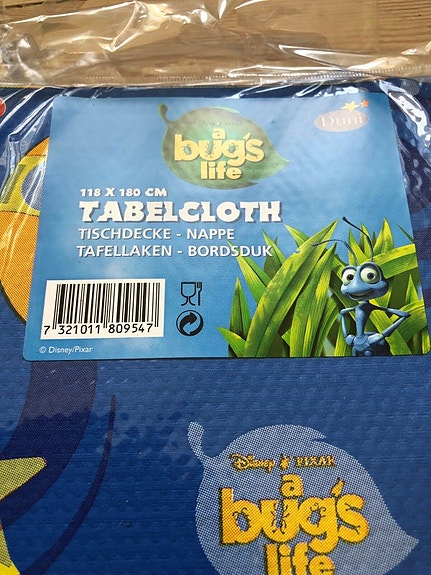 a
bug's
life
Duni
118 X 180 CM
TABELCLOTH
TISCHDECKE - NAPPE
TAFELLAKEN - BORDSDUK
7 321011 809547
© Disney/Pixar
Disney PIXAR
a
bug's
life